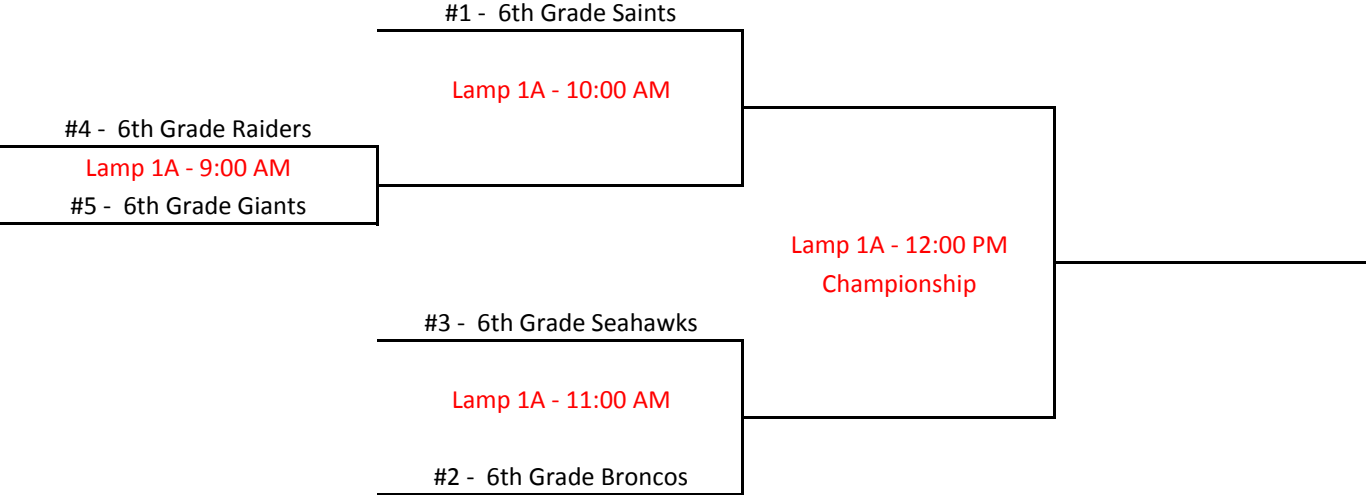 #1 - 6th Grade Saints
Lamp 1A - 10:00 AM
#4 - 6th Grade Raiders
Lamp 1A - 9:00 AM
#5 - 6th Grade Giants
Lamp 1A - 12:00 PM
Championship
#3 - 6th Grade Seahawks
Lamp 1A - 11:00 AM
#2 - 6th Grade Broncos